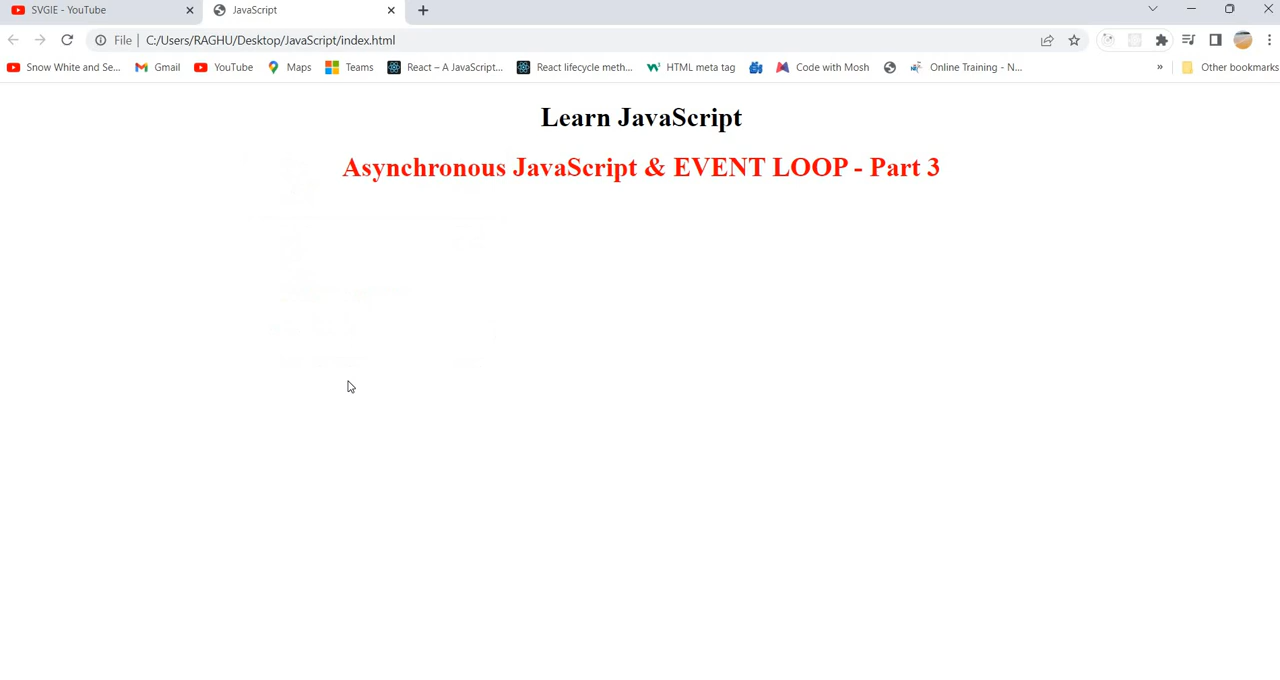 SVGIE - YouTube
JavaScript
File
C:/Users/RAGHU/Desktop/JavaScript/index.html
Snow White and Se...
Gmail
YouTube
Maps
Teams
React – A JavaScript...
React lifecycle meth...
HTML meta tag
Code with Mosh
Online Training - N...
»
Other bookmarks
Learn JavaScript
Asynchronous JavaScript & EVENT LOOP - Part 3